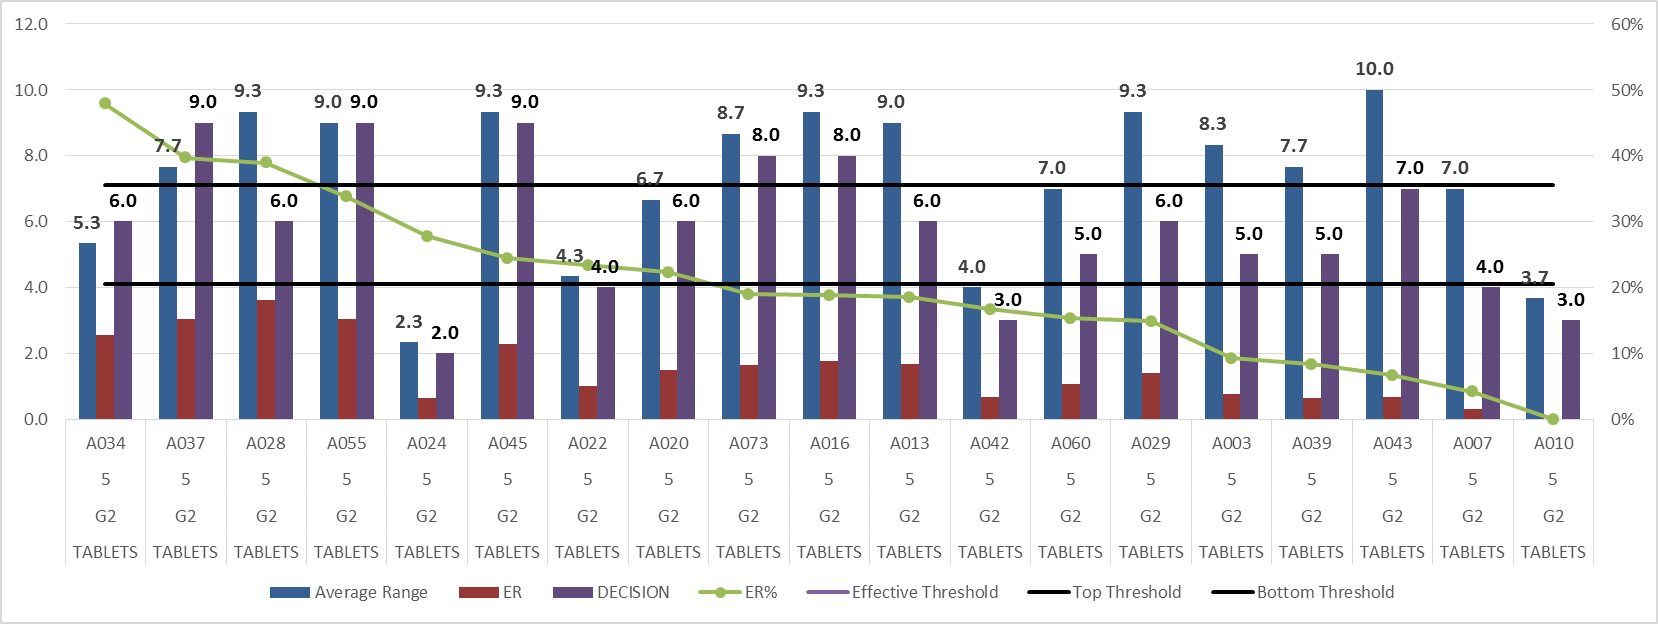 12.0 60%
10.0 50%
8.0 40%
6.0 30%
4.0 20%
2.0 10%
0.0 0%
5.3 7.7 9.3 9.0 2.3 9.3 4.3 6.7 8.7 9.3 9.0 4.0 7.0 9.3 8.3 7.7 10.0 7.0 3.7
6.0 9.0 6.0 9.0 2.0 9.0 4.0 6.0 8.0 8.0 6.0 3.0 5.0 6.0 5.0 5.0 7.0 4.0 3.0
A034 A037 A028 A055 A024 A045 A022 A020 A073 A016 A013 A042 A060 A029 A003 A039 A043 A007 A010
5 5 5 5 5 5 5 5 5 5 5 5 5 5 5 5 5 5 5
G2 G2 G2 G2 G2 G2 G2 G2 G2 G2 G2 G2 G2 G2 G2 G2 G2 G2 G2
TABLETS TABLETS TABLETS TABLETS TABLETS TABLETS TABLETS TABLETS TABLETS TABLETS TABLETS TABLETS TABLETS TABLETS TABLETS TABLETS TABLETS TABLETS TABLETS
Average Range ER DECISION ER% Effective Threshold Top Threshold Bottom Threshold